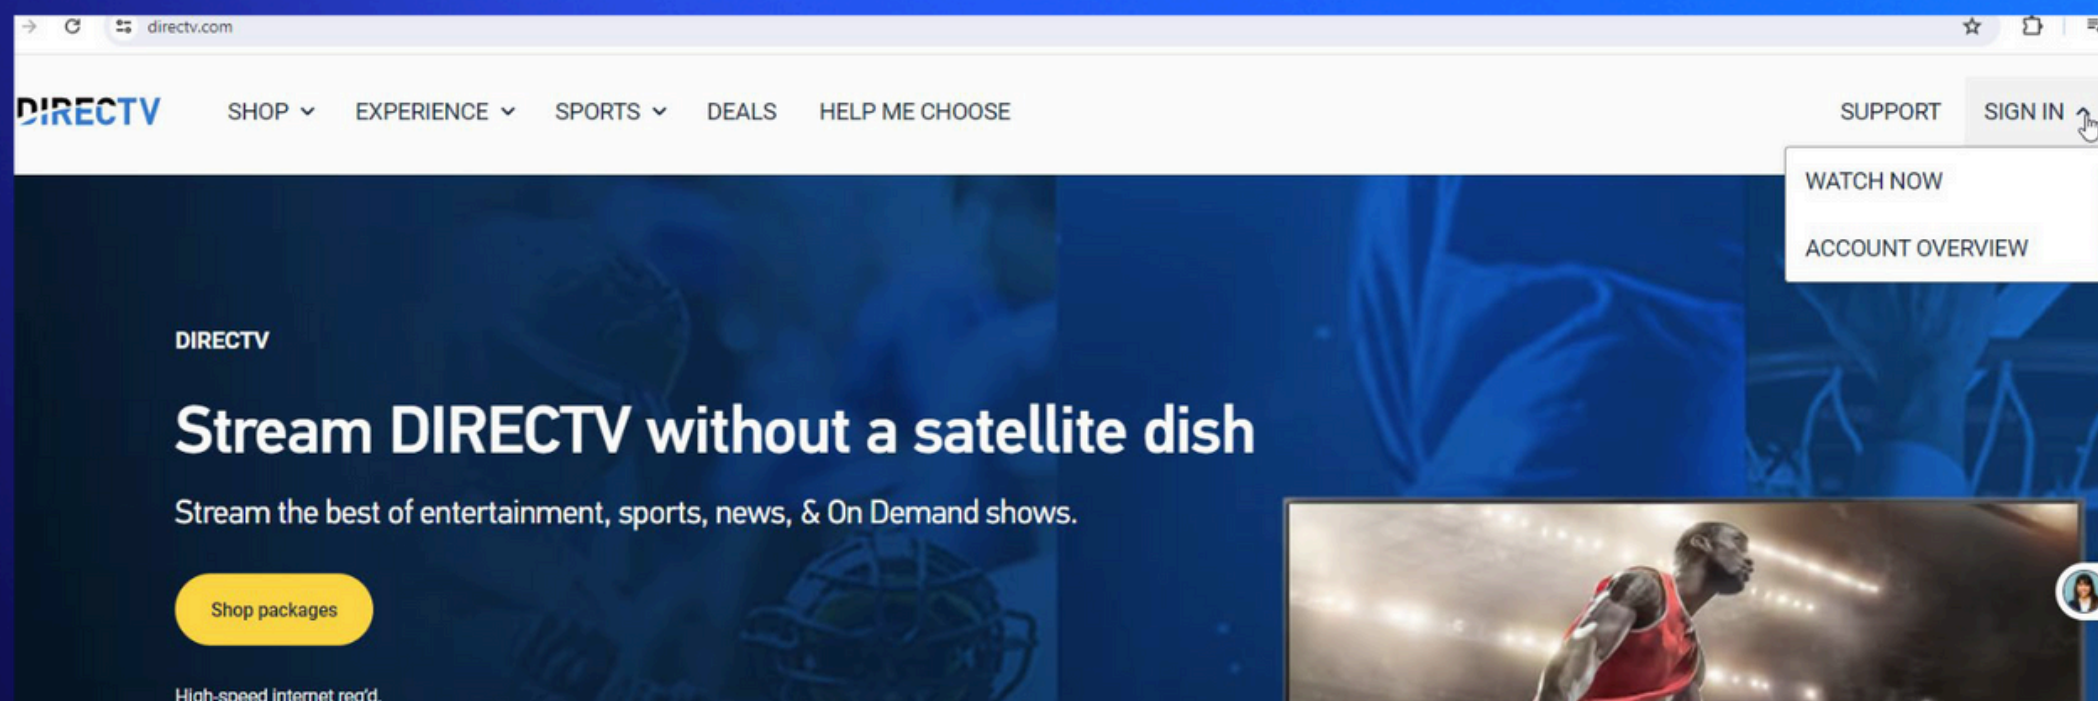 directv.com
DIRECTV SHOP EXPERIENCE SPORTS DEALS HELP ME CHOOSE SUPPORT SIGN IN
WATCH NOW
ACCOUNT OVERVIEW
DIRECTV
Stream DIRECTV without a satellite dish
Stream the best of entertainment, sports, news, & On Demand shows.
Shop packages
High-speed internet req'd.